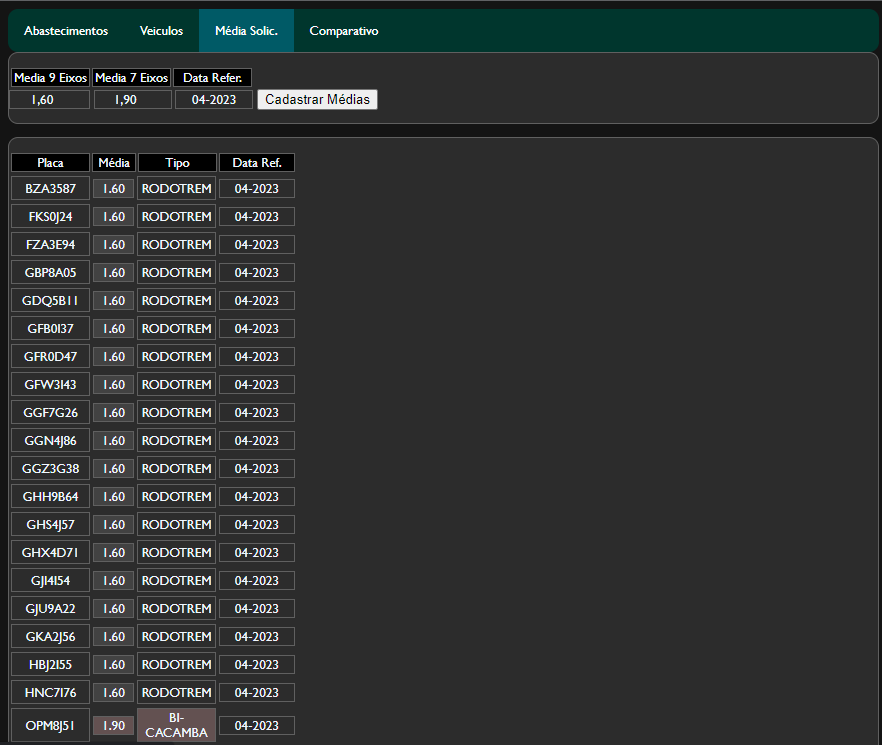 Abastecimentos Veiculos Média Solic. Comparativo
Media 9 Eixos Media 7 Eixos Data Refer.
1,60 1,90 04-2023 Cadastrar Médias
Placa Média Tipo Data Ref.
BZA3587 1.60 RODOTREM 04-2023
FKS0J24 1.60 RODOTREM 04-2023
FZA3E94 1.60 RODOTREM 04-2023
GBP8A05 1.60 RODOTREM 04-2023
GDQ5B11 1.60 RODOTREM 04-2023
GFB0I37 1.60 RODOTREM 04-2023
GFR0D47 1.60 RODOTREM 04-2023
GFW3I43 1.60 RODOTREM 04-2023
GGF7G26 1.60 RODOTREM 04-2023
GGN4J86 1.60 RODOTREM 04-2023
GGZ3G38 1.60 RODOTREM 04-2023
GHH9B64 1.60 RODOTREM 04-2023
GHS4J57 1.60 RODOTREM 04-2023
GHX4D71 1.60 RODOTREM 04-2023
GJI4I54 1.60 RODOTREM 04-2023
GJU9A22 1.60 RODOTREM 04-2023
GKA2J56 1.60 RODOTREM 04-2023
HBJ2I55 1.60 RODOTREM 04-2023
HNC7I76 1.60 RODOTREM 04-2023
OPM8J51 1.90 BI-
CACAMBA 04-2023